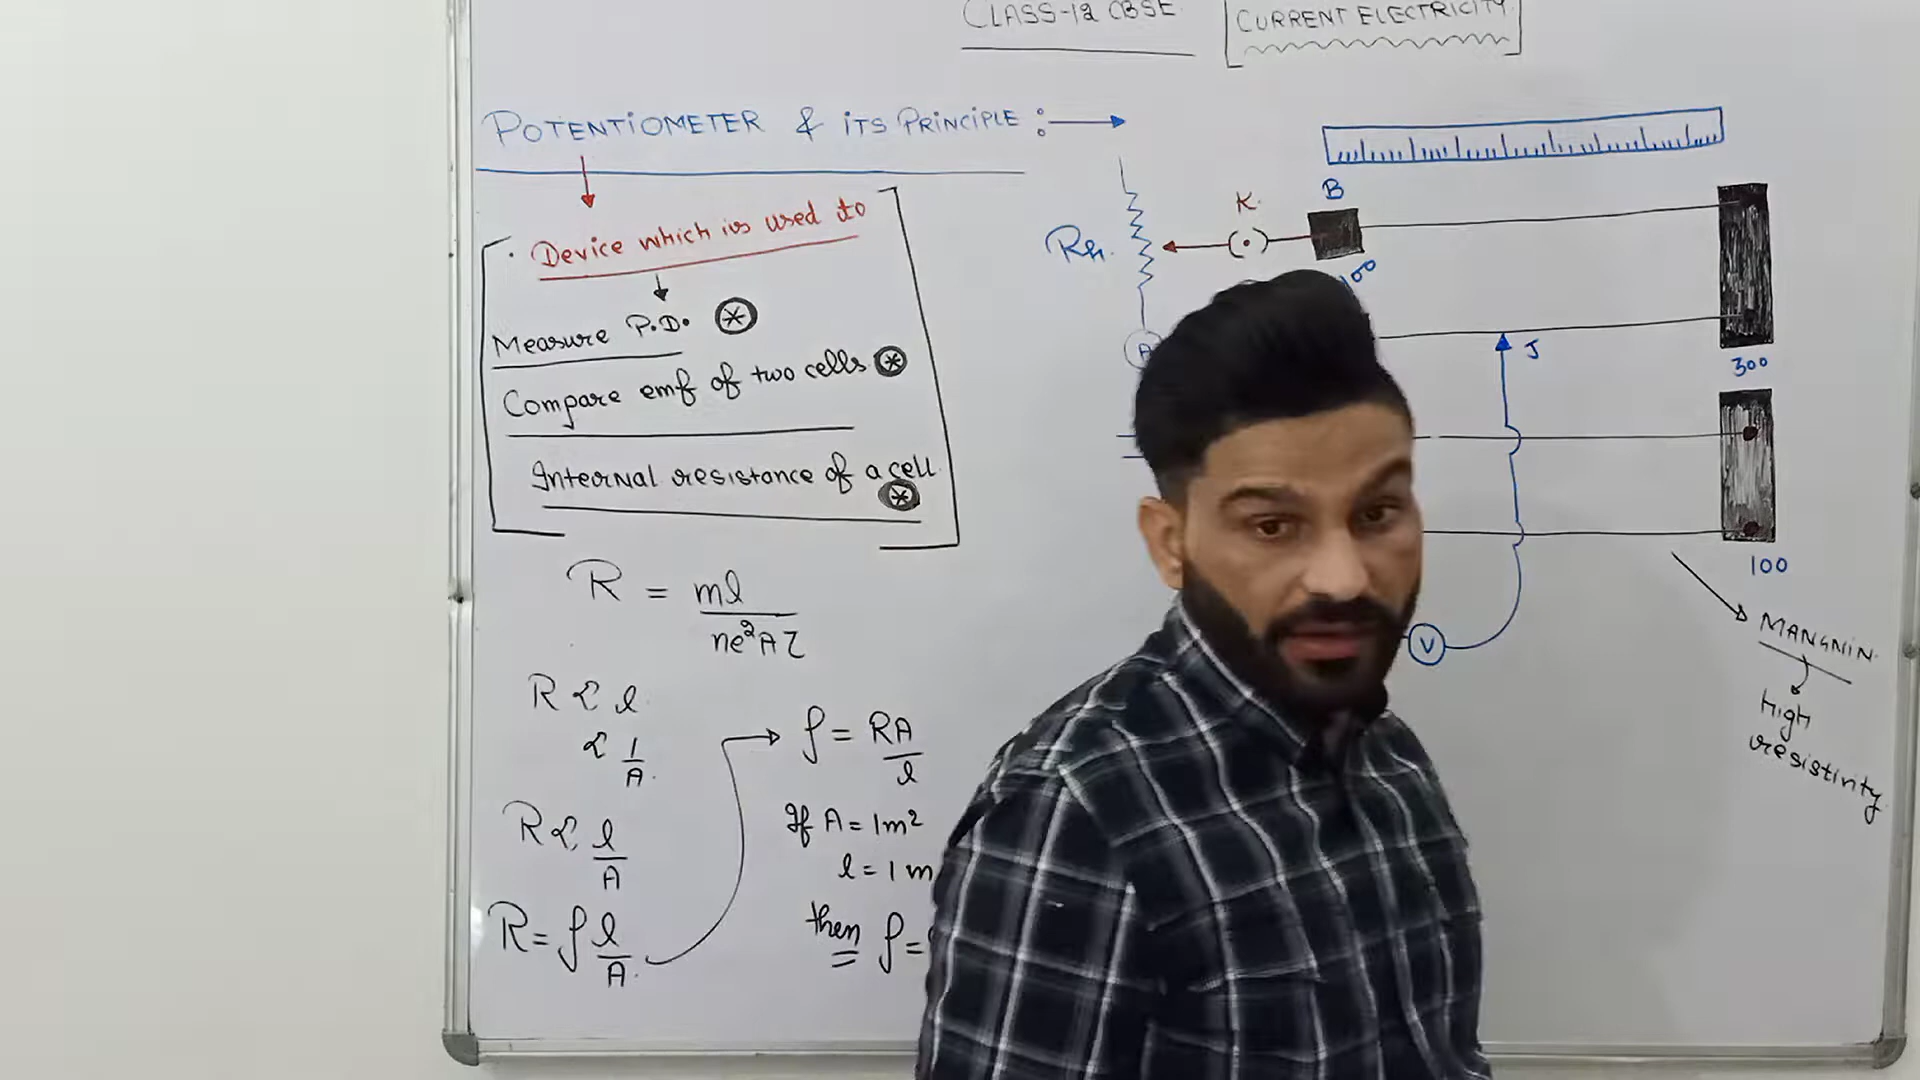 CLASS-12 CBSE
CURRENT ELECTRICITY
POTENTIOMETER & ITS PRINCIPLE :
Device which is used to
Measure P.D.
Compare emf of two cells
Internal resistance of a cell
R = ml / ne²Aτ
R ∝ l
∝ 1/A
R ∝ l/A
R = ρ l/A
ρ = RA/l
If A = 1m²
l = 1 m
then ρ =
Rh.
K.
B
A
J
300
100
V
MANGNIN
High
resistivity